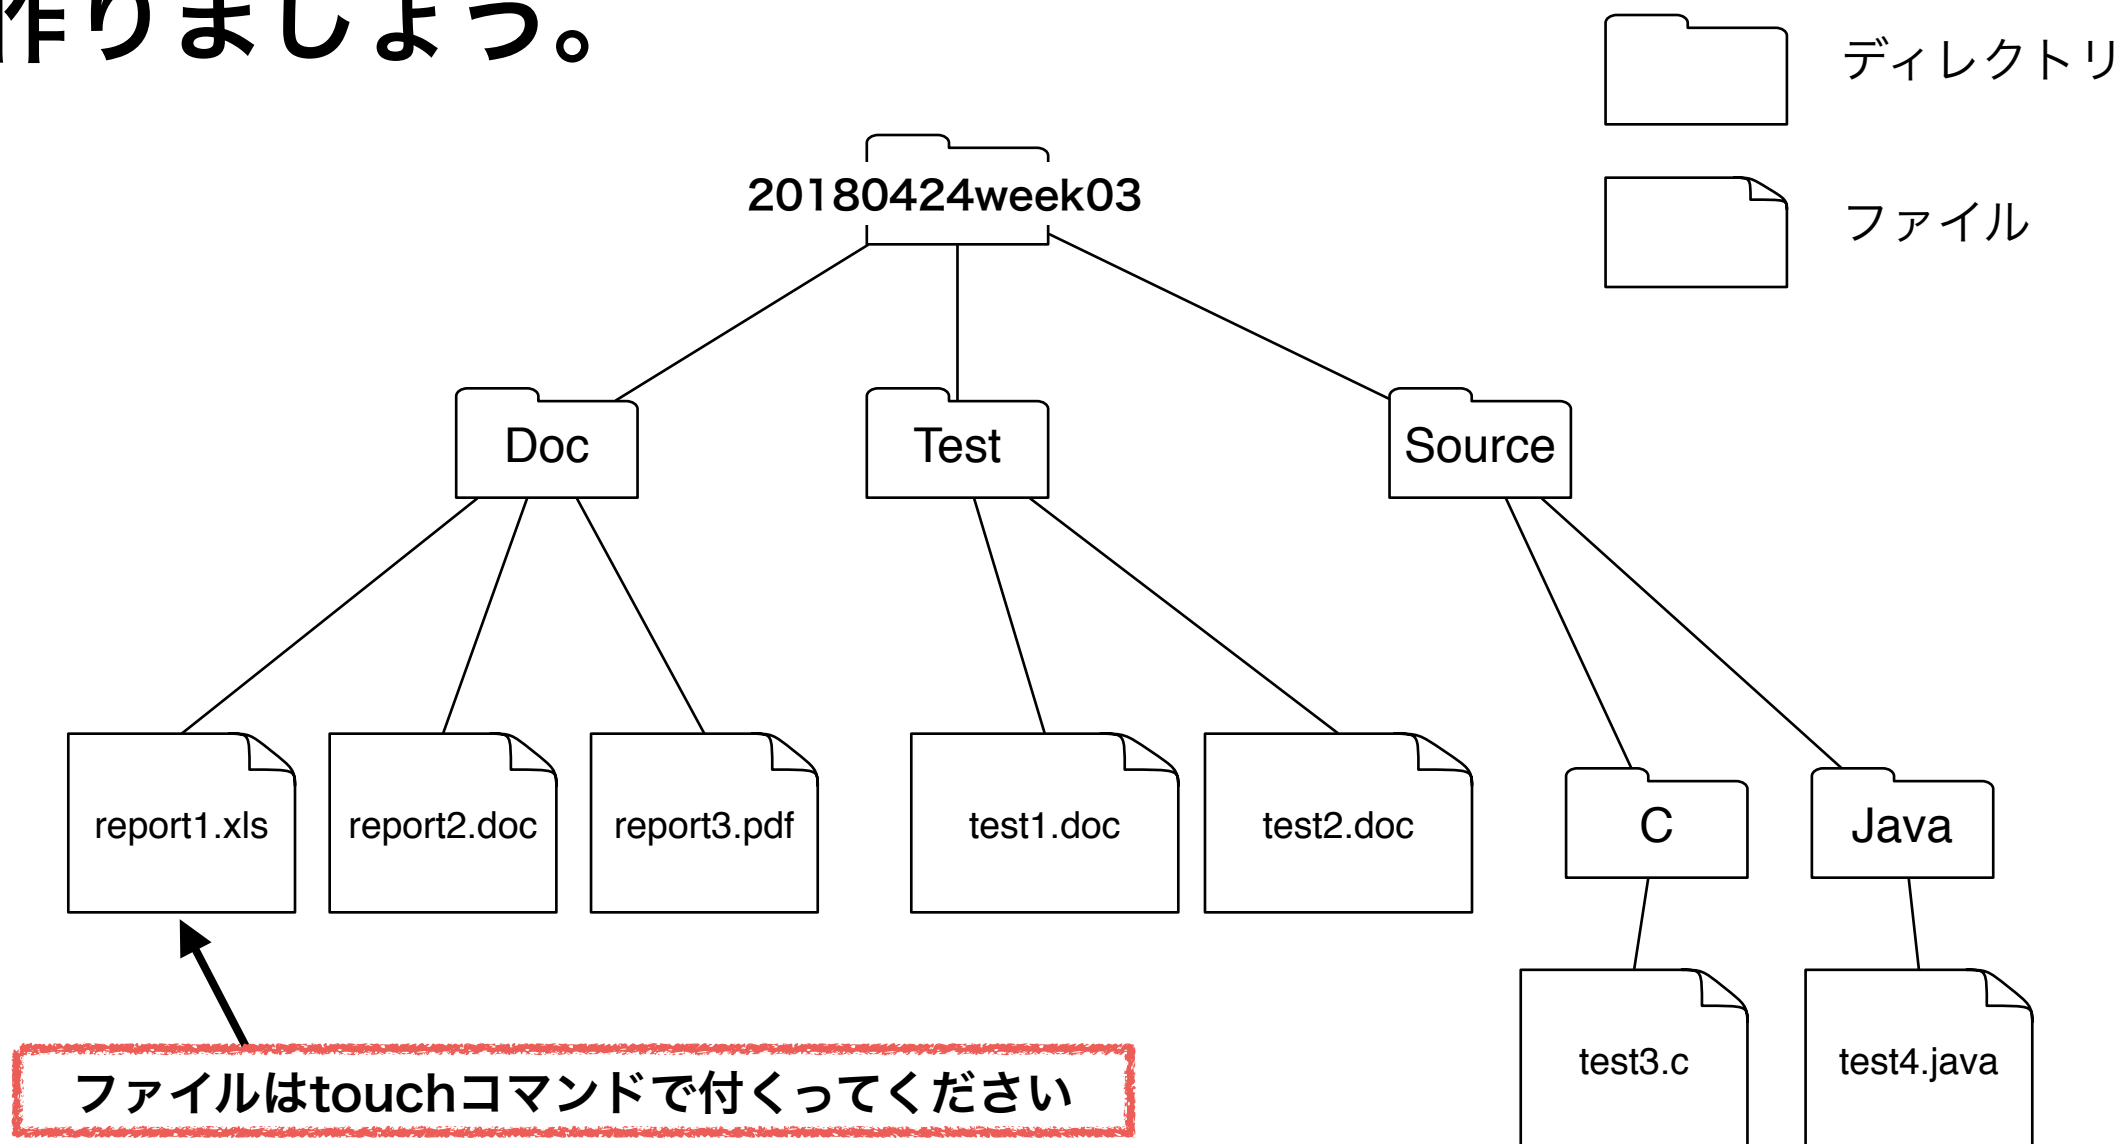 作りましょう。
ディレクトリ
ファイル
20180424week03
Doc
Test
Source
report1.xls
report2.doc
report3.pdf
test1.doc
test2.doc
C
Java
test3.c
test4.java
ファイルはtouchコマンドで付くってください